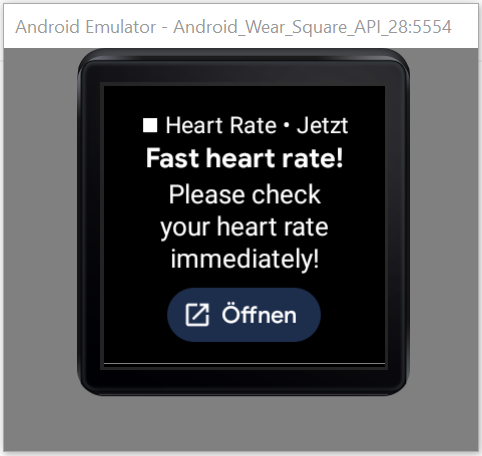 Android Emulator - Android_Wear_Square_API_28:5554
Heart Rate • Jetzt
Fast heart rate!
Please check
your heart rate
immediately!
Öffnen